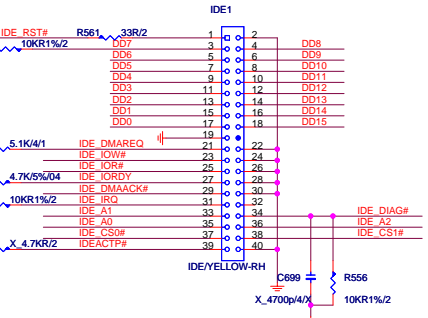 IDE1
IDE_RST# R561 33R/2 1 2
10KR1%/2 DD7 3 4 DD8
DD6 5 6 DD9
DD5 7 8 DD10
DD4 9 10 DD11
DD3 11 12 DD12
DD2 13 14 DD13
DD1 15 16 DD14
DD0 17 18 DD15
19
5.1K/4/1 IDE_DMAREQ 21 22
IDE_IOW# 23 24
IDE_IOR# 25 26
4.7K/5%/04 IDE_IORDY 27 28
IDE_DMAACK# 29 30
10KR1%/2 IDE_IRQ 31 32
IDE_A1 33 34 IDE_DIAG#
IDE_A0 35 36 IDE_A2
IDE_CS0# 37 38 IDE_CS1#
X_4.7KR/2 IDEACTP# 39 40
IDE/YELLOW-RH
C699 R556
X_4700p/4/X 10KR1%/2